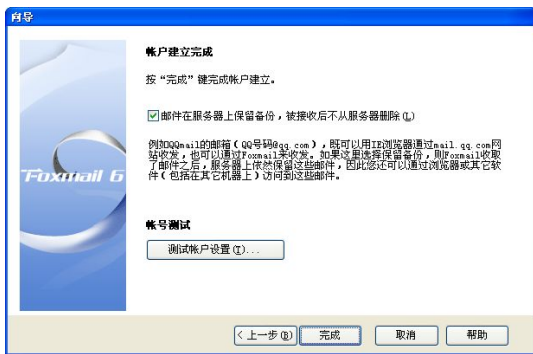 向导
帐户建立完成
按“完成”键完成帐户建立。
邮件在服务器上保留备份，被接收后不从服务器删除(L)
例如QQmail的邮箱（QQ号码@qq.com），既可以用IE浏览器通过mail.qq.com网
站收发，也可以通过Foxmail来收发。如果这里选择保留备份，则Foxmail收取
了邮件之后，服务器上依然保留这些邮件，因此您还可以通过浏览器或其它软
件（包括在其它机器上）访问到这些邮件。
Foxmail 6
帐号测试
测试帐户设置(T)...
<上一步(B)
完成
取消
帮助